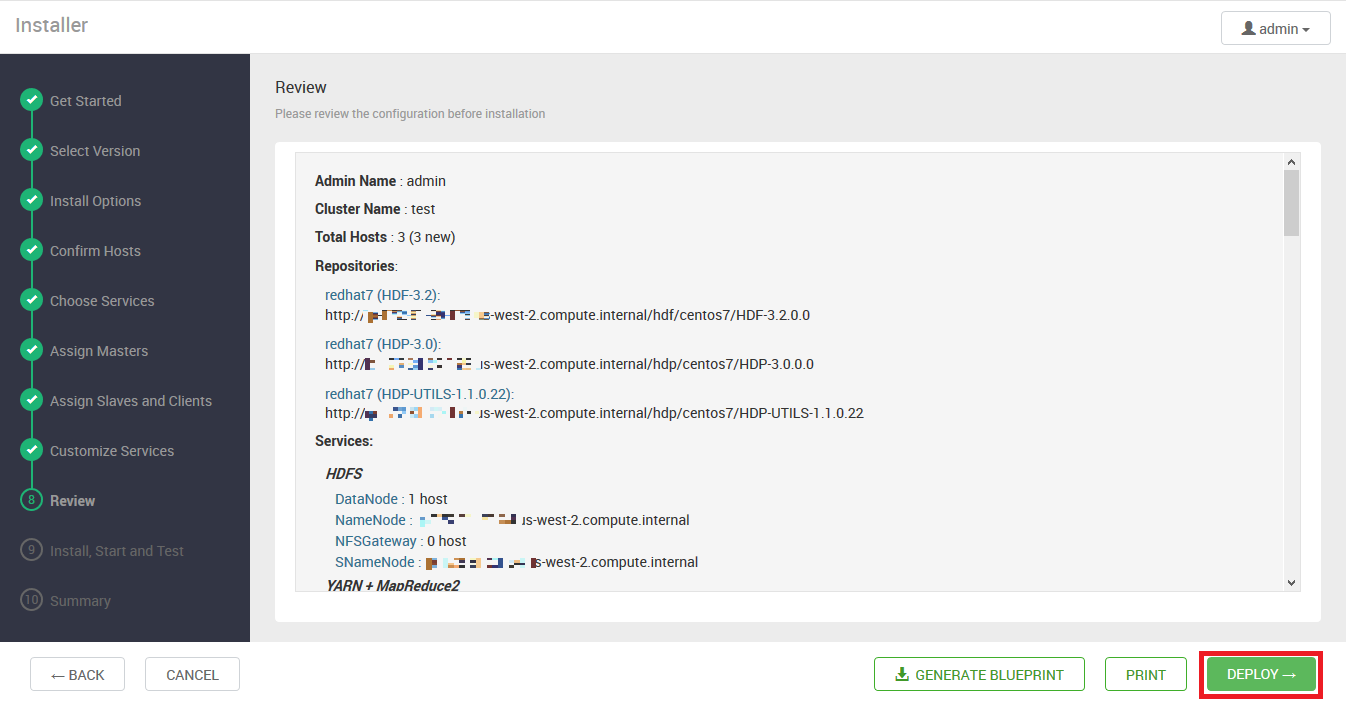 Installer
admin
Get Started
Select Version
Install Options
Confirm Hosts
Choose Services
Assign Masters
Assign Slaves and Clients
Customize Services
8 Review
9 Install, Start and Test
10 Summary
Review
Please review the configuration before installation
Admin Name : admin
Cluster Name : test
Total Hosts : 3 (3 new)
Repositories:
redhat7 (HDF-3.2):
http:// s-west-2.compute.internal/hdf/centos7/HDF-3.2.0.0
redhat7 (HDP-3.0):
http:// us-west-2.compute.internal/hdp/centos7/HDP-3.0.0.0
redhat7 (HDP-UTILS-1.1.0.22):
http:// us-west-2.compute.internal/hdp/centos7/HDP-UTILS-1.1.0.22
Services:
HDFS
DataNode : 1 host
NameNode : us-west-2.compute.internal
NFSGateway : 0 host
SNameNode : s-west-2.compute.internal
YARN + MapReduce2
← BACK
CANCEL
GENERATE BLUEPRINT
PRINT
DEPLOY →